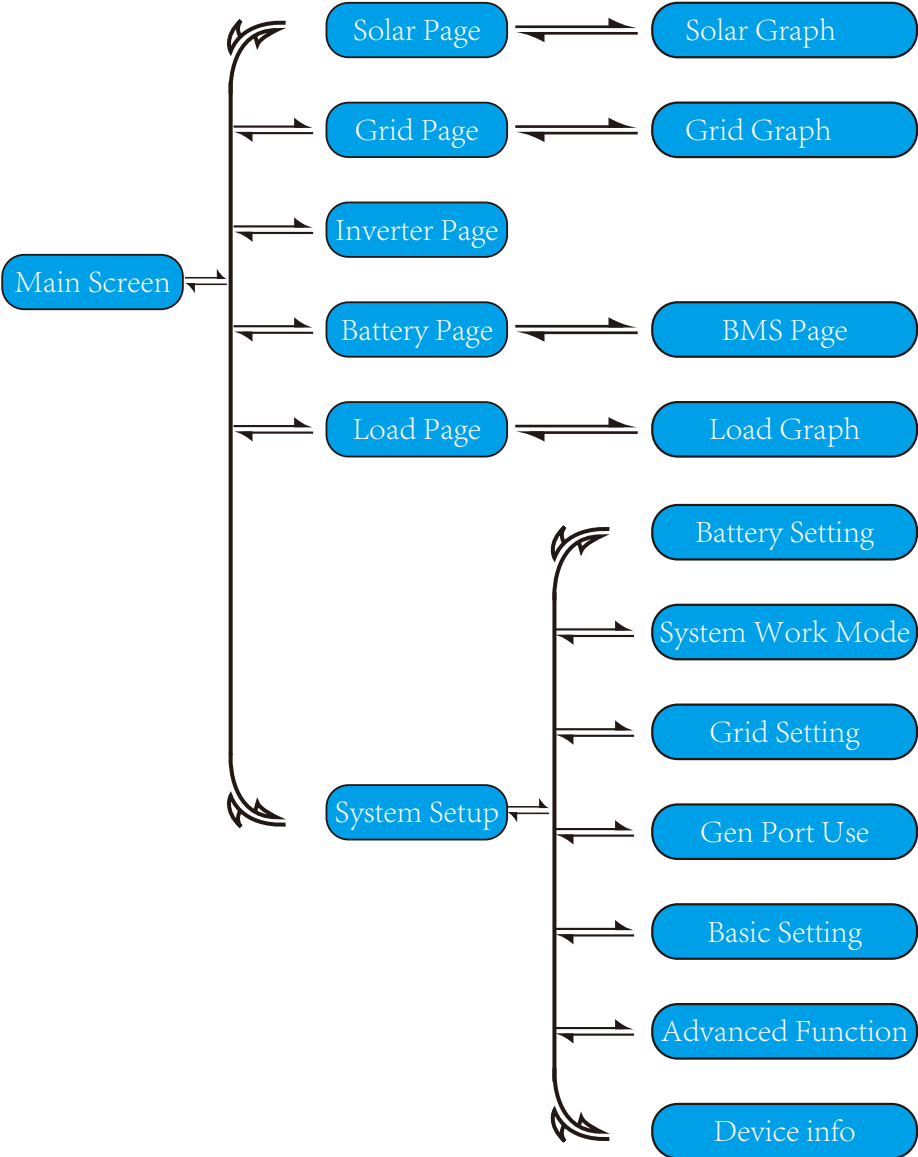 Solar Page
Solar Graph
Grid Page
Grid Graph
Inverter Page
Main Screen
Battery Page
BMS Page
Load Page
Load Graph
Battery Setting
System Work Mode
Grid Setting
System Setup
Gen Port Use
Basic Setting
Advanced Function
Device info